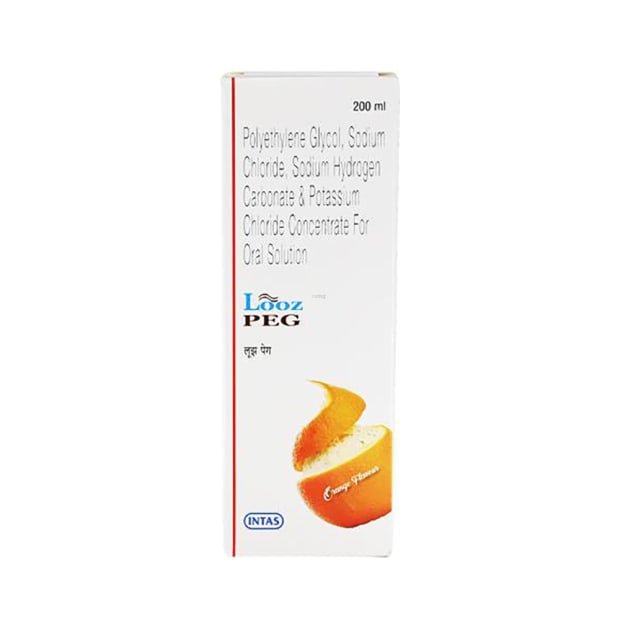 200 ml
Polyethylene Glycol, Sodium
Chloride, Sodium Hydrogen
Carbonate & Potassium
Chloride Concentrate For
Oral Solution
Looz
PEG
लूझ पेग
Orange Flavour
INTAS